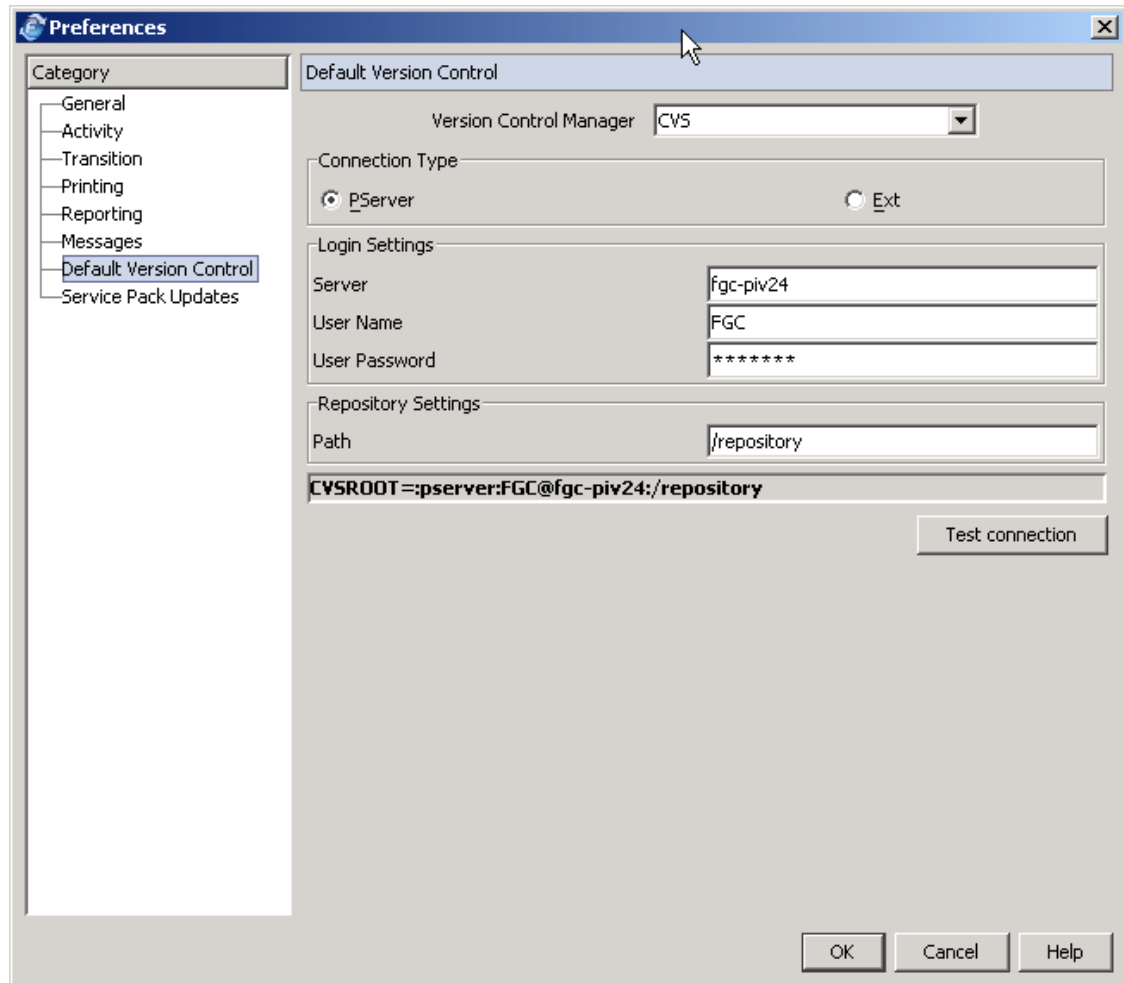 Preferences
Category
General
Activity
Transition
Printing
Reporting
Messages
Default Version Control
Service Pack Updates
Default Version Control
Version Control Manager CVS
Connection Type
PServer Ext
Login Settings
Server fgc-piv24
User Name FGC
User Password *******
Repository Settings
Path /repository
CVSROOT=:pserver:FGC@fgc-piv24:/repository
Test connection
OK Cancel Help